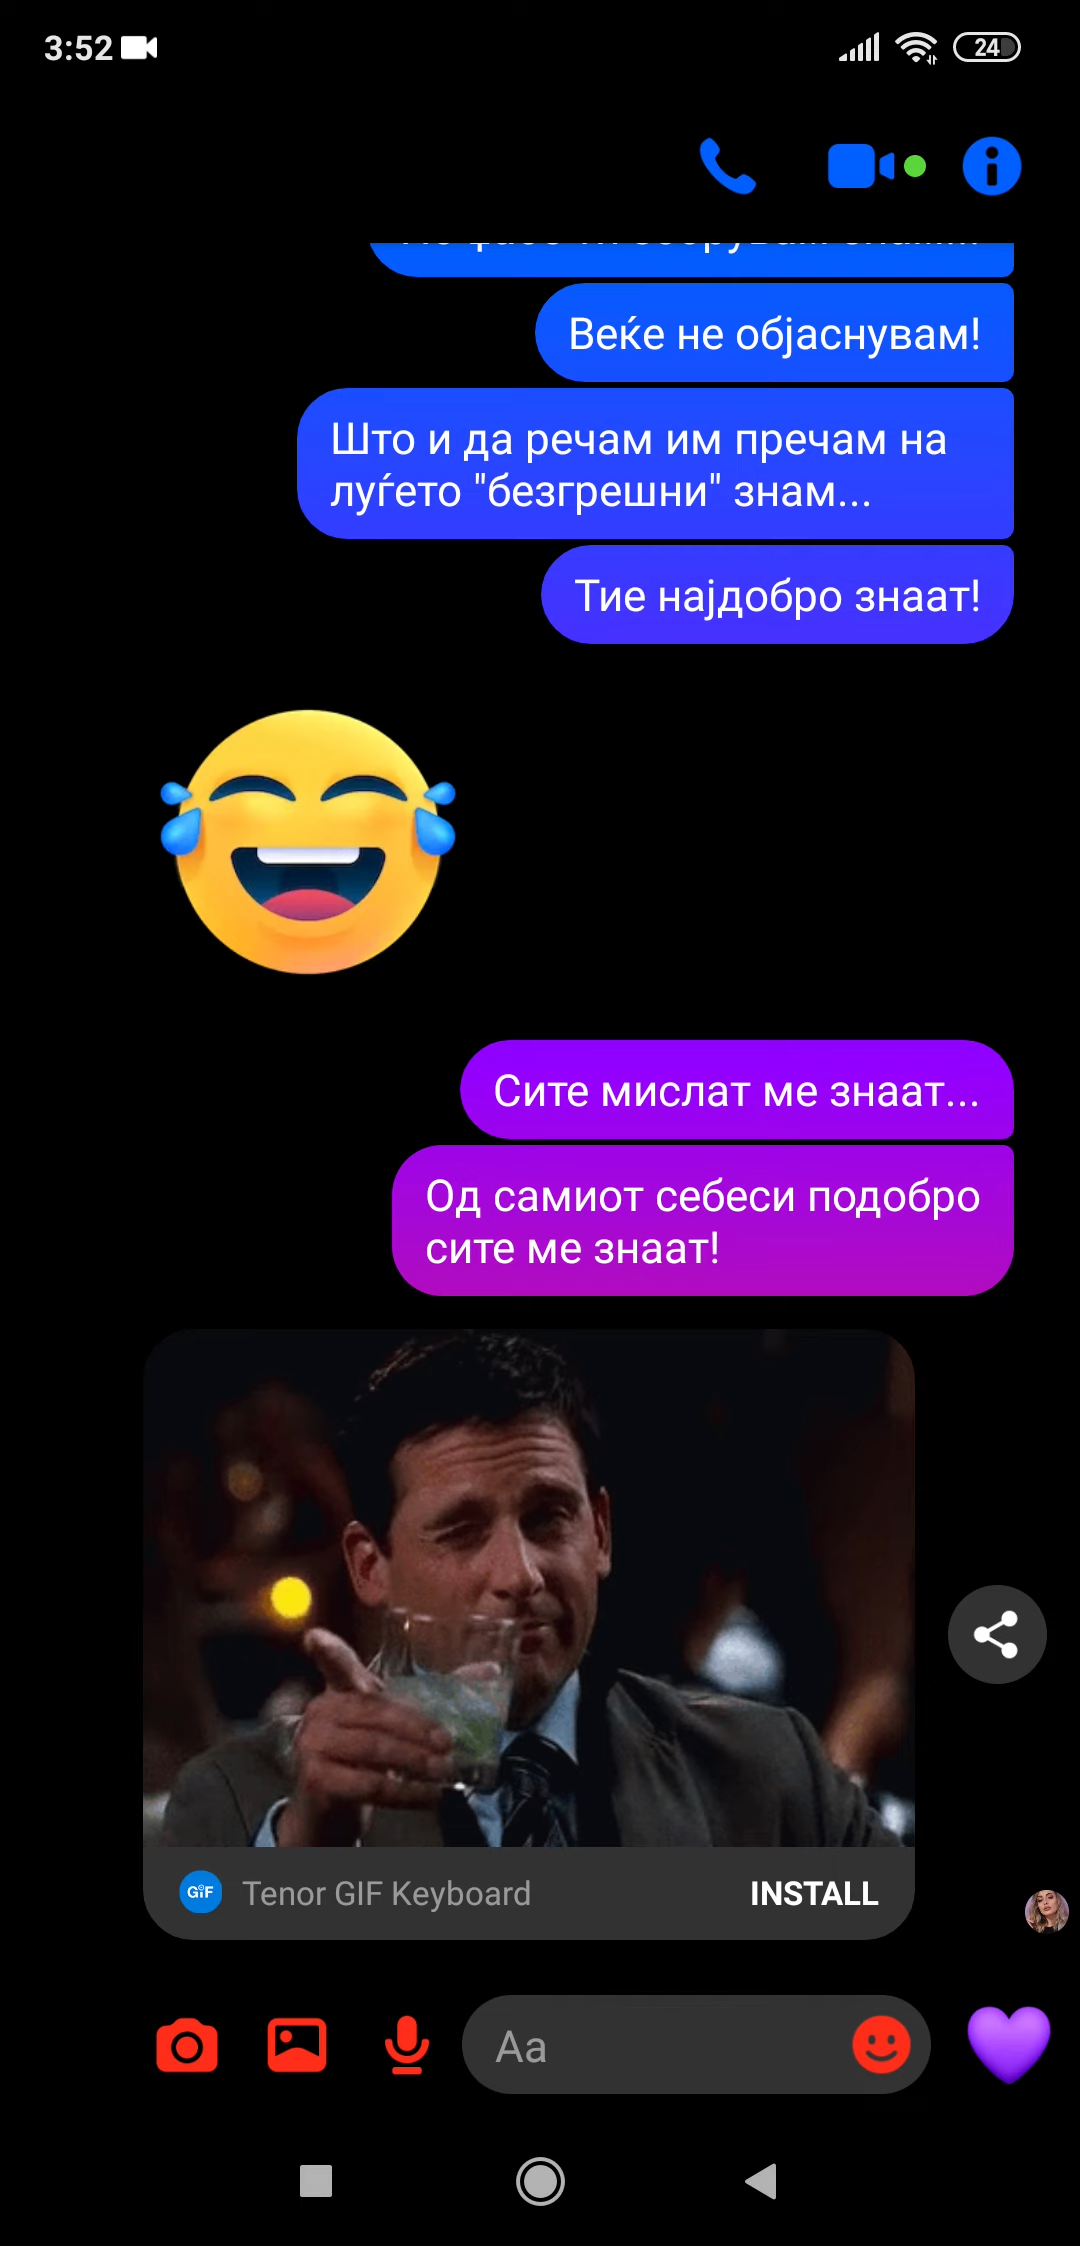 3:52
24
Веќе не објаснувам!
Што и да речам им пречам на
луѓето "безгрешни" знам...
Тие најдобро знаат!
Сите мислат ме знаат...
Од самиот себеси подобро
сите ме знаат!
GIF Tenor GIF Keyboard INSTALL
Aa